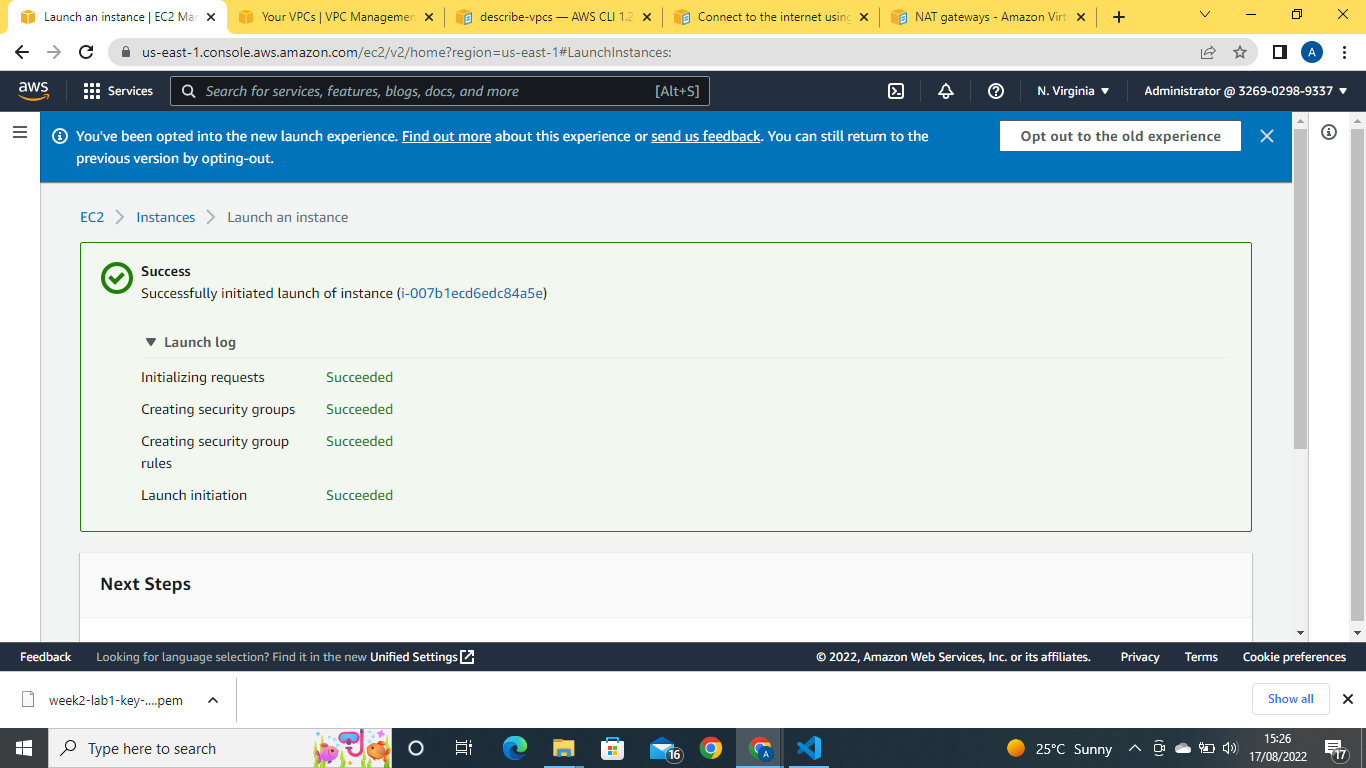 Launch an instance | EC2 Mar
Your VPCs | VPC Managemen
describe-vpcs — AWS CLI 1.2
Connect to the internet using
NAT gateways - Amazon Virt
us-east-1.console.aws.amazon.com/ec2/v2/home?region=us-east-1#LaunchInstances:
A
aws
Services
Search for services, features, blogs, docs, and more
[Alt+S]
N. Virginia
Administrator @ 3269-0298-9337
You've been opted into the new launch experience. Find out more about this experience or send us feedback. You can still return to the
previous version by opting-out.
Opt out to the old experience
EC2
Instances
Launch an instance
Success
Successfully initiated launch of instance (i-007b1ecd6edc84a5e)
Launch log
Initializing requests Succeeded
Creating security groups Succeeded
Creating security group Succeeded
rules
Launch initiation Succeeded
Next Steps
Feedback
Looking for language selection? Find it in the new Unified Settings
© 2022, Amazon Web Services, Inc. or its affiliates.
Privacy
Terms
Cookie preferences
week2-lab1-key-....pem
Show all
Type here to search
16
A
25°C Sunny
15:26
17/08/2022
17